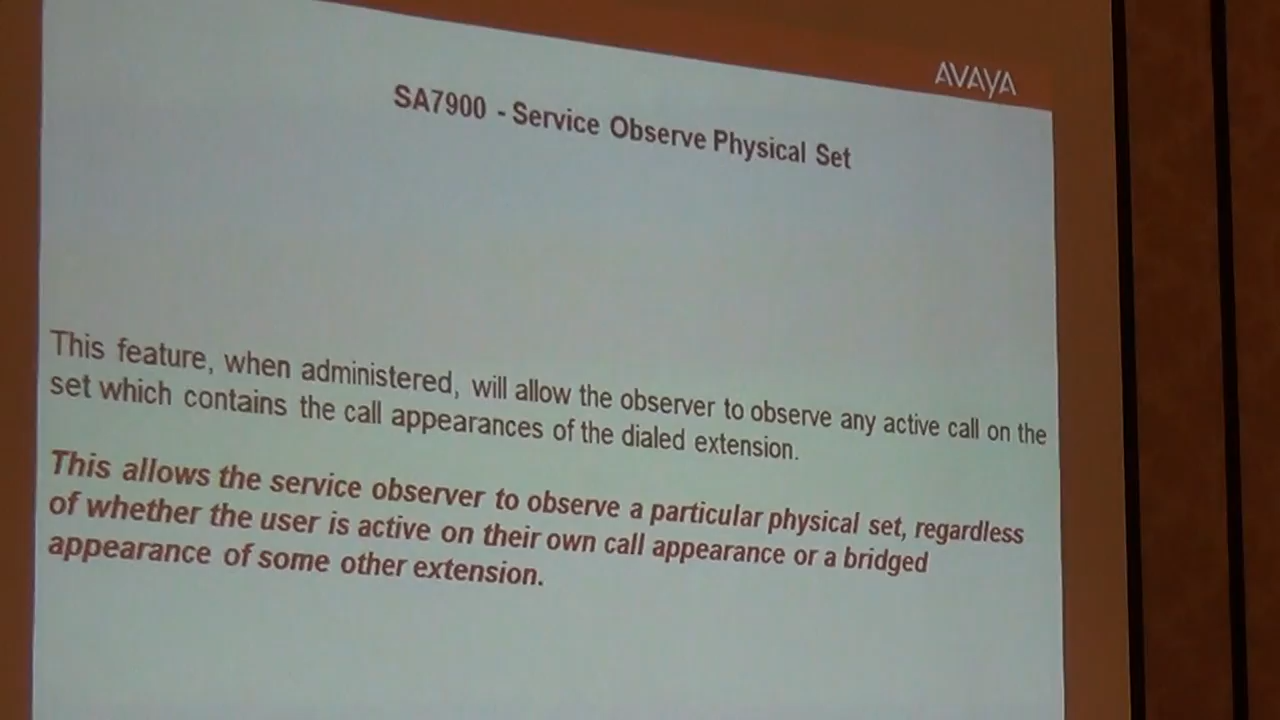 AVAYA
SA7900 - Service Observe Physical Set
This feature, when administered, will allow the observer to observe any active call on the
set which contains the call appearances of the dialed extension.
This allows the service observer to observe a particular physical set, regardless
of whether the user is active on their own call appearance or a bridged
appearance of some other extension.